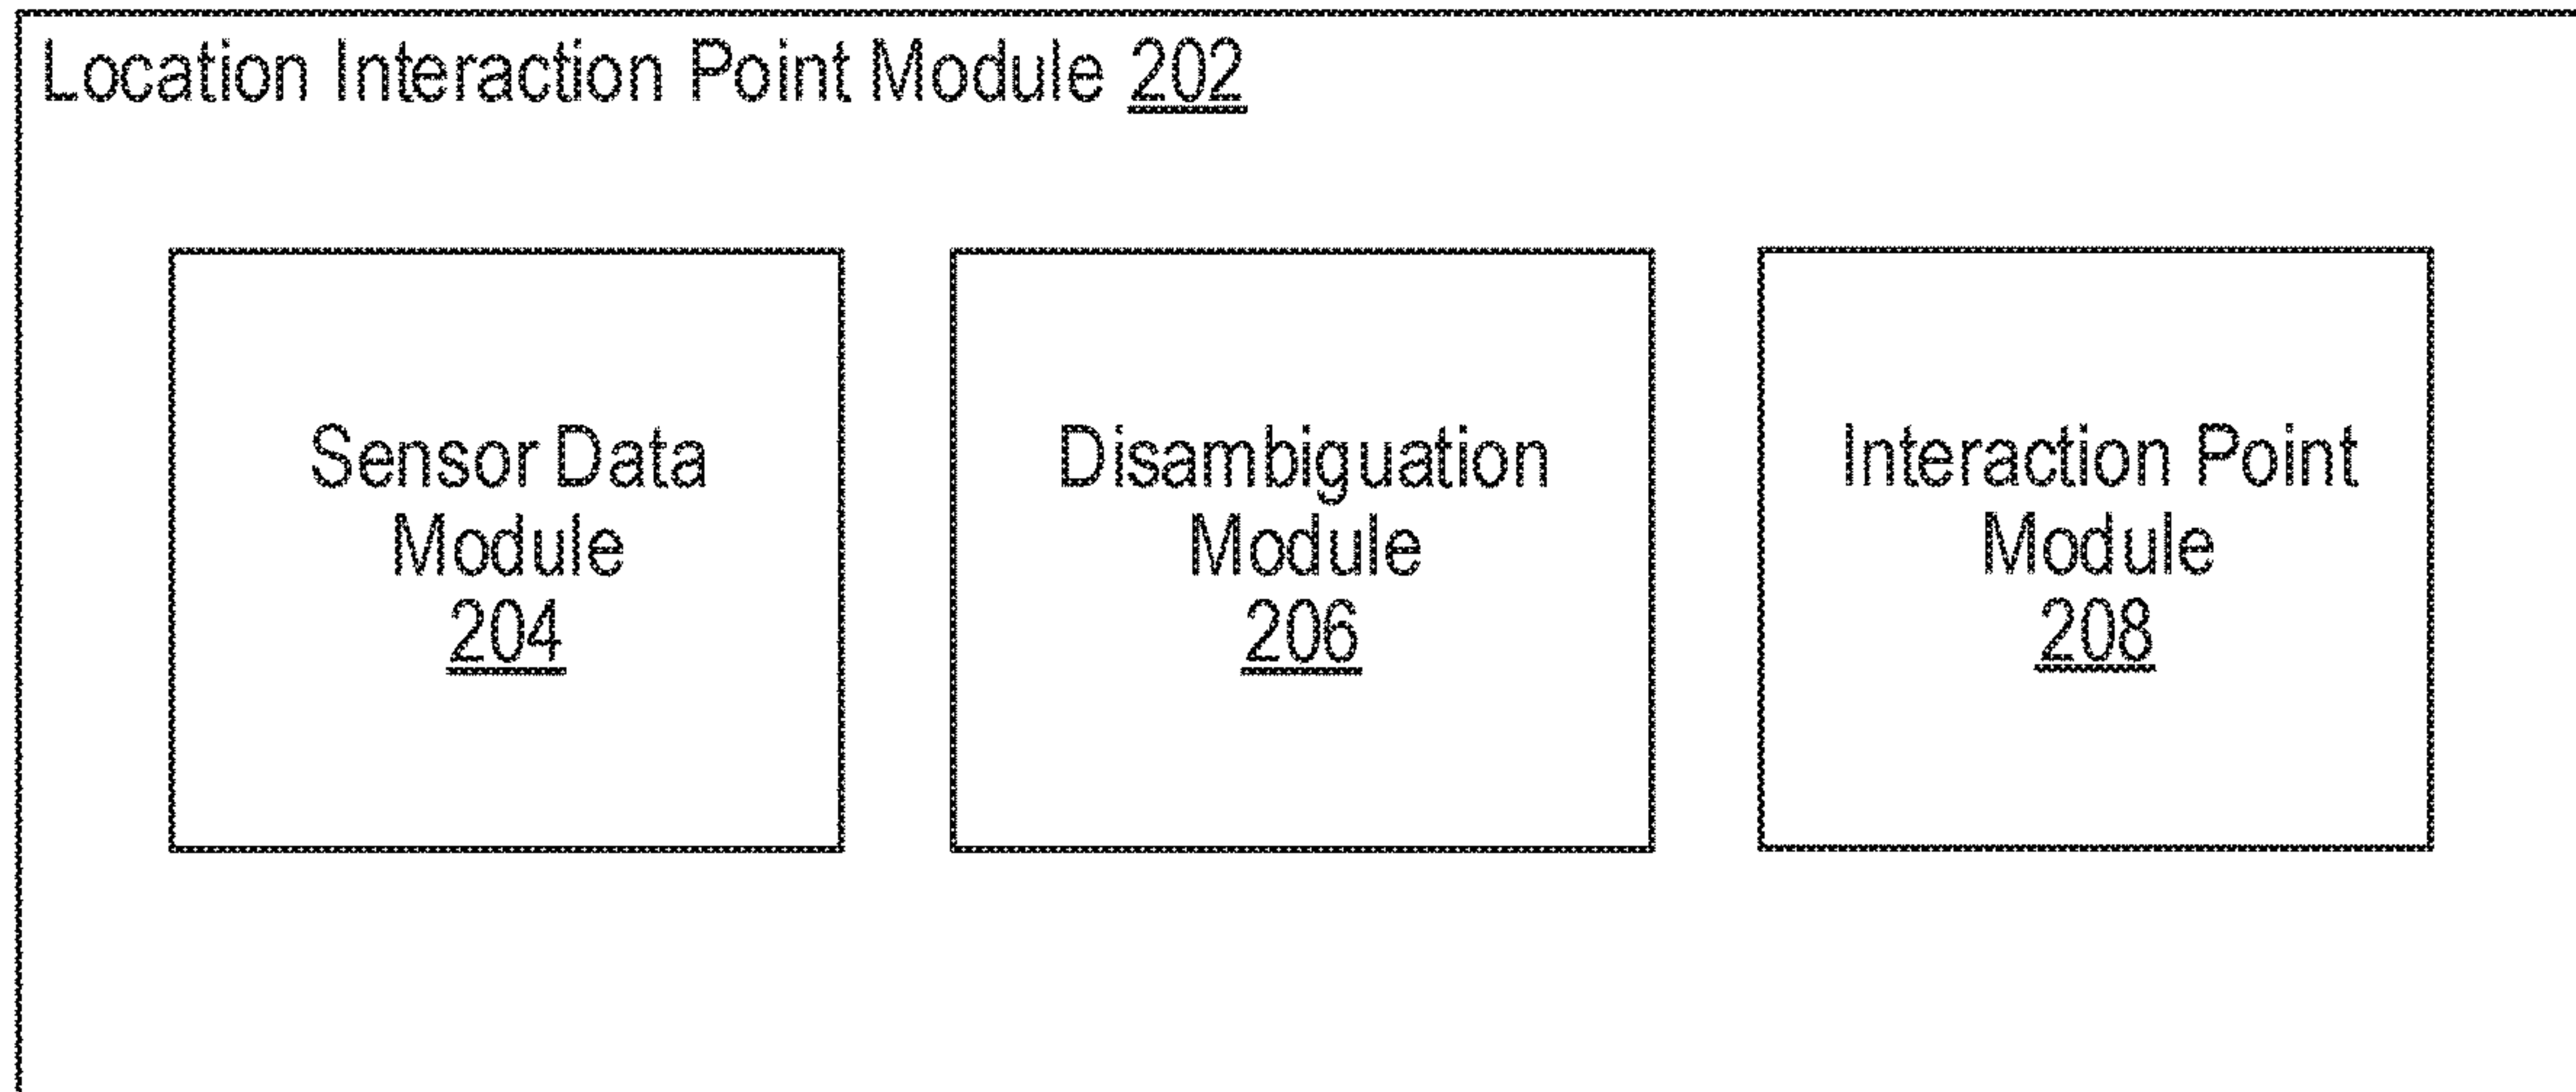 Location Interaction Point Module 202
Sensor Data
Module
204
Disambiguation
Module
206
Interaction Point
Module
208